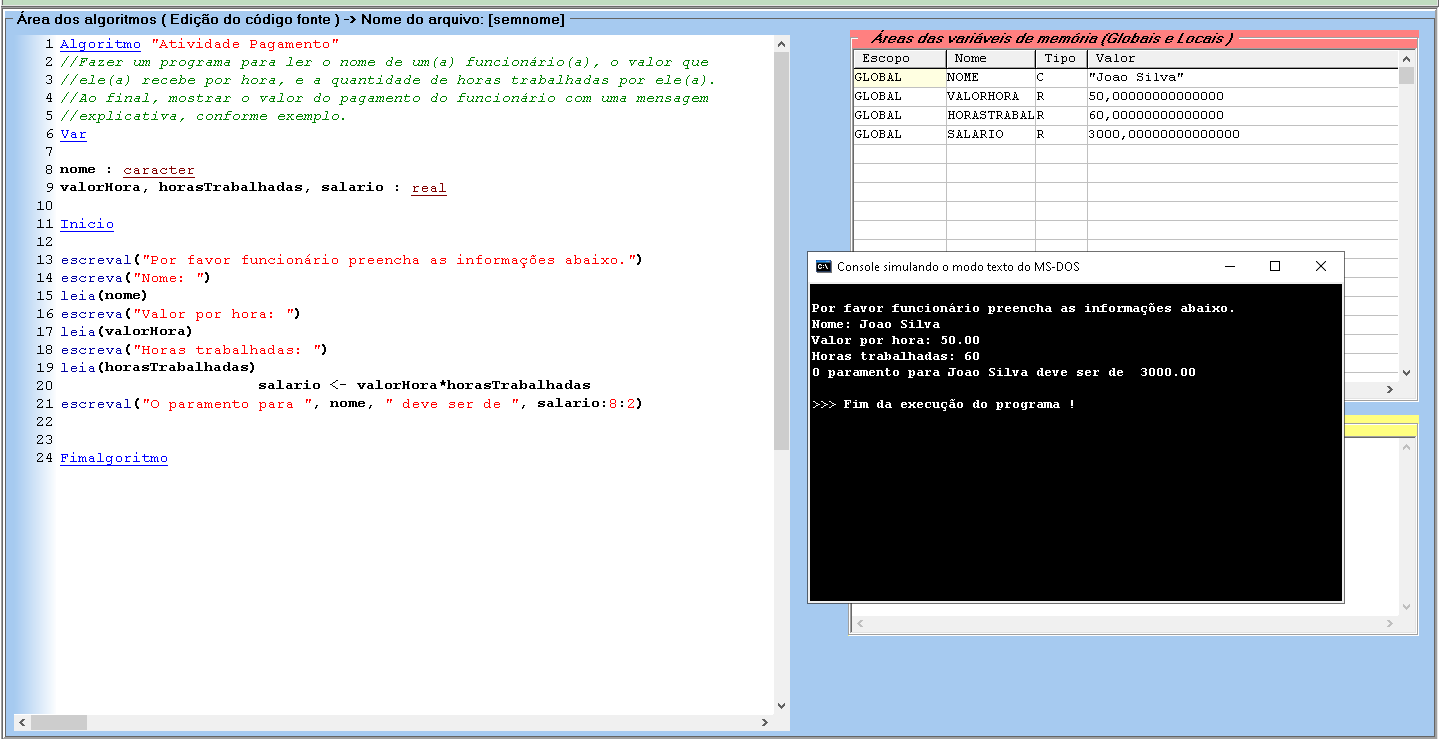 Área dos algoritmos ( Edição do código fonte ) -> Nome do arquivo: [semnome]
1 Algoritmo "Atividade Pagamento"
2 //Fazer um programa para ler o nome de um(a) funcionário(a), o valor que
3 //ele(a) recebe por hora, e a quantidade de horas trabalhadas por ele(a).
4 //Ao final, mostrar o valor do pagamento do funcionário com uma mensagem
5 //explicativa, conforme exemplo.
6 Var
7
8 nome : caracter
9 valorHora, horasTrabalhadas, salario : real
10
11 Inicio
12
13 escreval("Por favor funcionário preencha as informações abaixo.")
14 escreva("Nome: ")
15 leia(nome)
16 escreva("Valor por hora: ")
17 leia(valorHora)
18 escreva("Horas trabalhadas: ")
19 leia(horasTrabalhadas)
20 salario <- valorHora*horasTrabalhadas
21 escreval("O paramento para ", nome, " deve ser de ", salario:8:2)
22
23
24 Fimalgoritmo
Áreas das variáveis de memória (Globais e Locais )
Escopo Nome Tipo Valor
GLOBAL NOME C "Joao Silva"
GLOBAL VALORHORA R 50,00000000000000
GLOBAL HORASTRABAL R 60,00000000000000
GLOBAL SALARIO R 3000,00000000000000
C:\ Console simulando o modo texto do MS-DOS
Por favor funcionário preencha as informações abaixo.
Nome: Joao Silva
Valor por hora: 50.00
Horas trabalhadas: 60
O paramento para Joao Silva deve ser de  3000.00
>>> Fim da execução do programa !